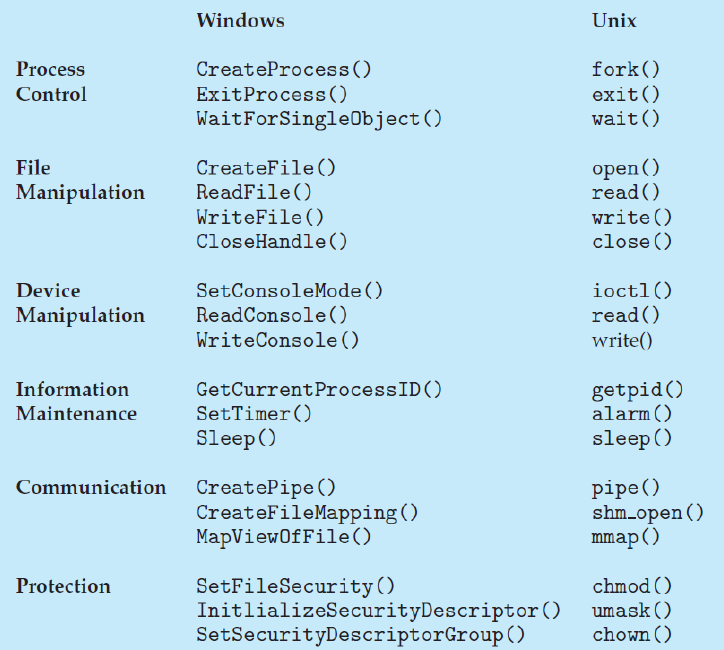 Windows Unix
Process CreateProcess() fork()
Control ExitProcess() exit()
WaitForSingleObject() wait()
File CreateFile() open()
Manipulation ReadFile() read()
WriteFile() write()
CloseHandle() close()
Device SetConsoleMode() ioctl()
Manipulation ReadConsole() read()
WriteConsole() write()
Information GetCurrentProcessID() getpid()
Maintenance SetTimer() alarm()
Sleep() sleep()
Communication CreatePipe() pipe()
CreateFileMapping() shm_open()
MapViewOfFile() mmap()
Protection SetFileSecurity() chmod()
InitlializeSecurityDescriptor() umask()
SetSecurityDescriptorGroup() chown()